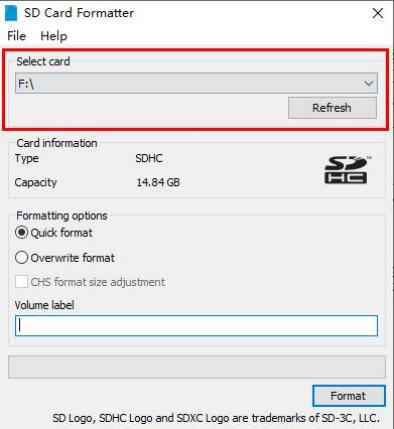 SD Card Formatter
File Help
Select card
F:\
Refresh
Card information
Type SDHC
Capacity 14.84 GB
SD HC
Formatting options
Quick format
Overwrite format
CHS format size adjustment
Volume label
Format
SD Logo, SDHC Logo and SDXC Logo are trademarks of SD-3C, LLC.